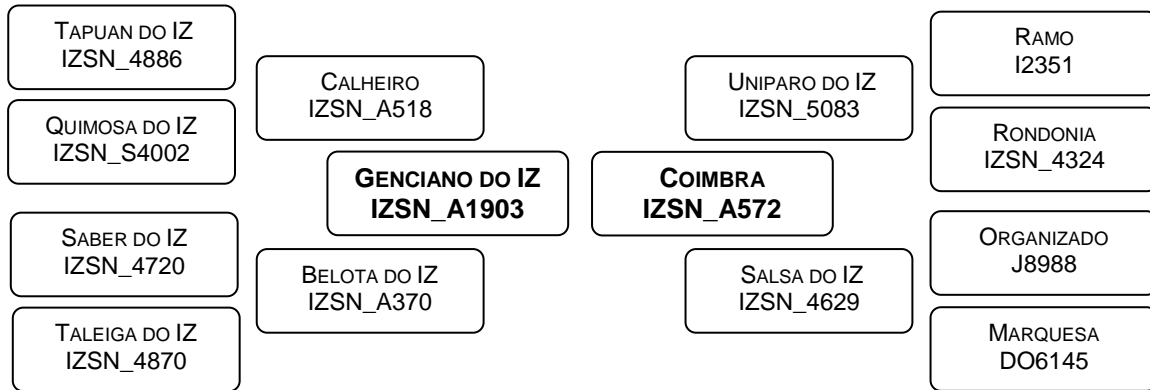 TAPUAN DO IZ
IZSN_4886
QUIMOSA DO IZ
IZSN_S4002
SABER DO IZ
IZSN_4720
TALEIGA DO IZ
IZSN_4870
CALHEIRO
IZSN_A518
BELOTA DO IZ
IZSN_A370
GENCIANO DO IZ
IZSN_A1903
COIMBRA
IZSN_A572
UNIPARO DO IZ
IZSN_5083
SALSA DO IZ
IZSN_4629
RAMO
I2351
RONDONIA
IZSN_4324
ORGANIZADO
J8988
MARQUESA
DO6145